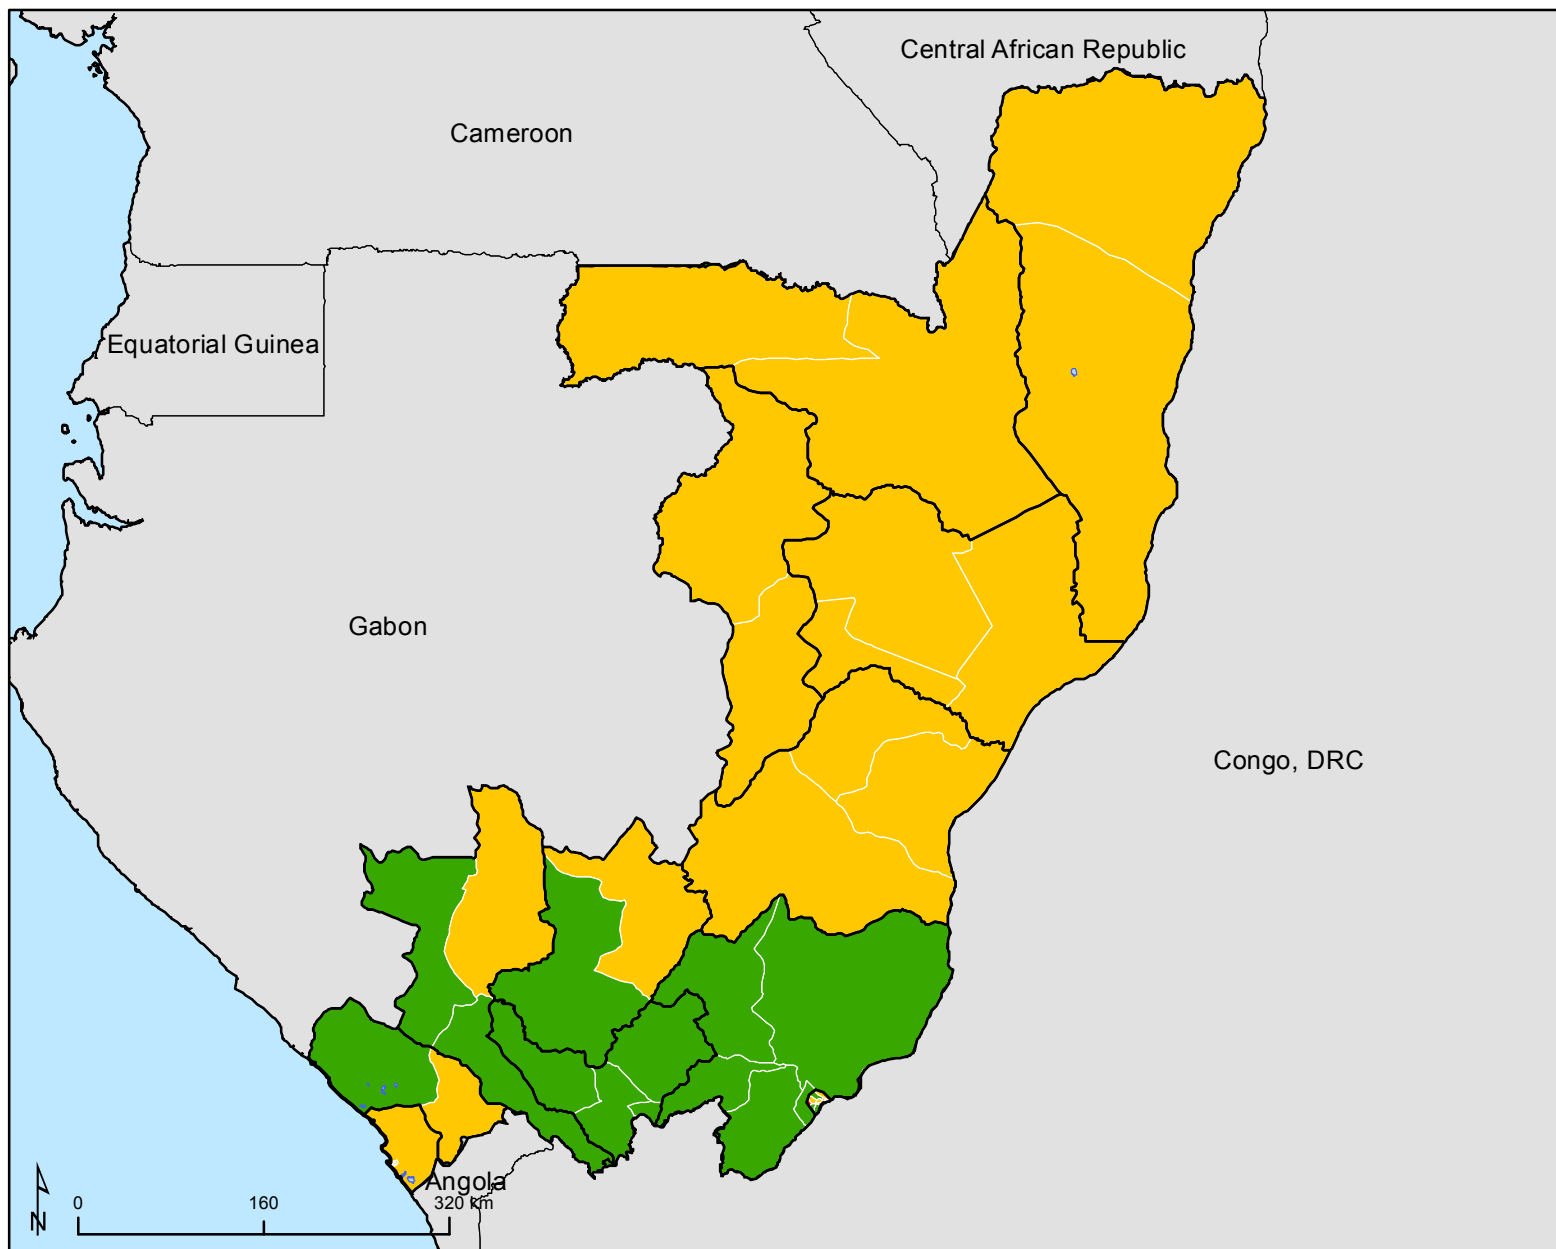 Central African Republic
Cameroon
Equatorial Guinea
Gabon
Congo, DRC
Angola
0 160 320 km
N